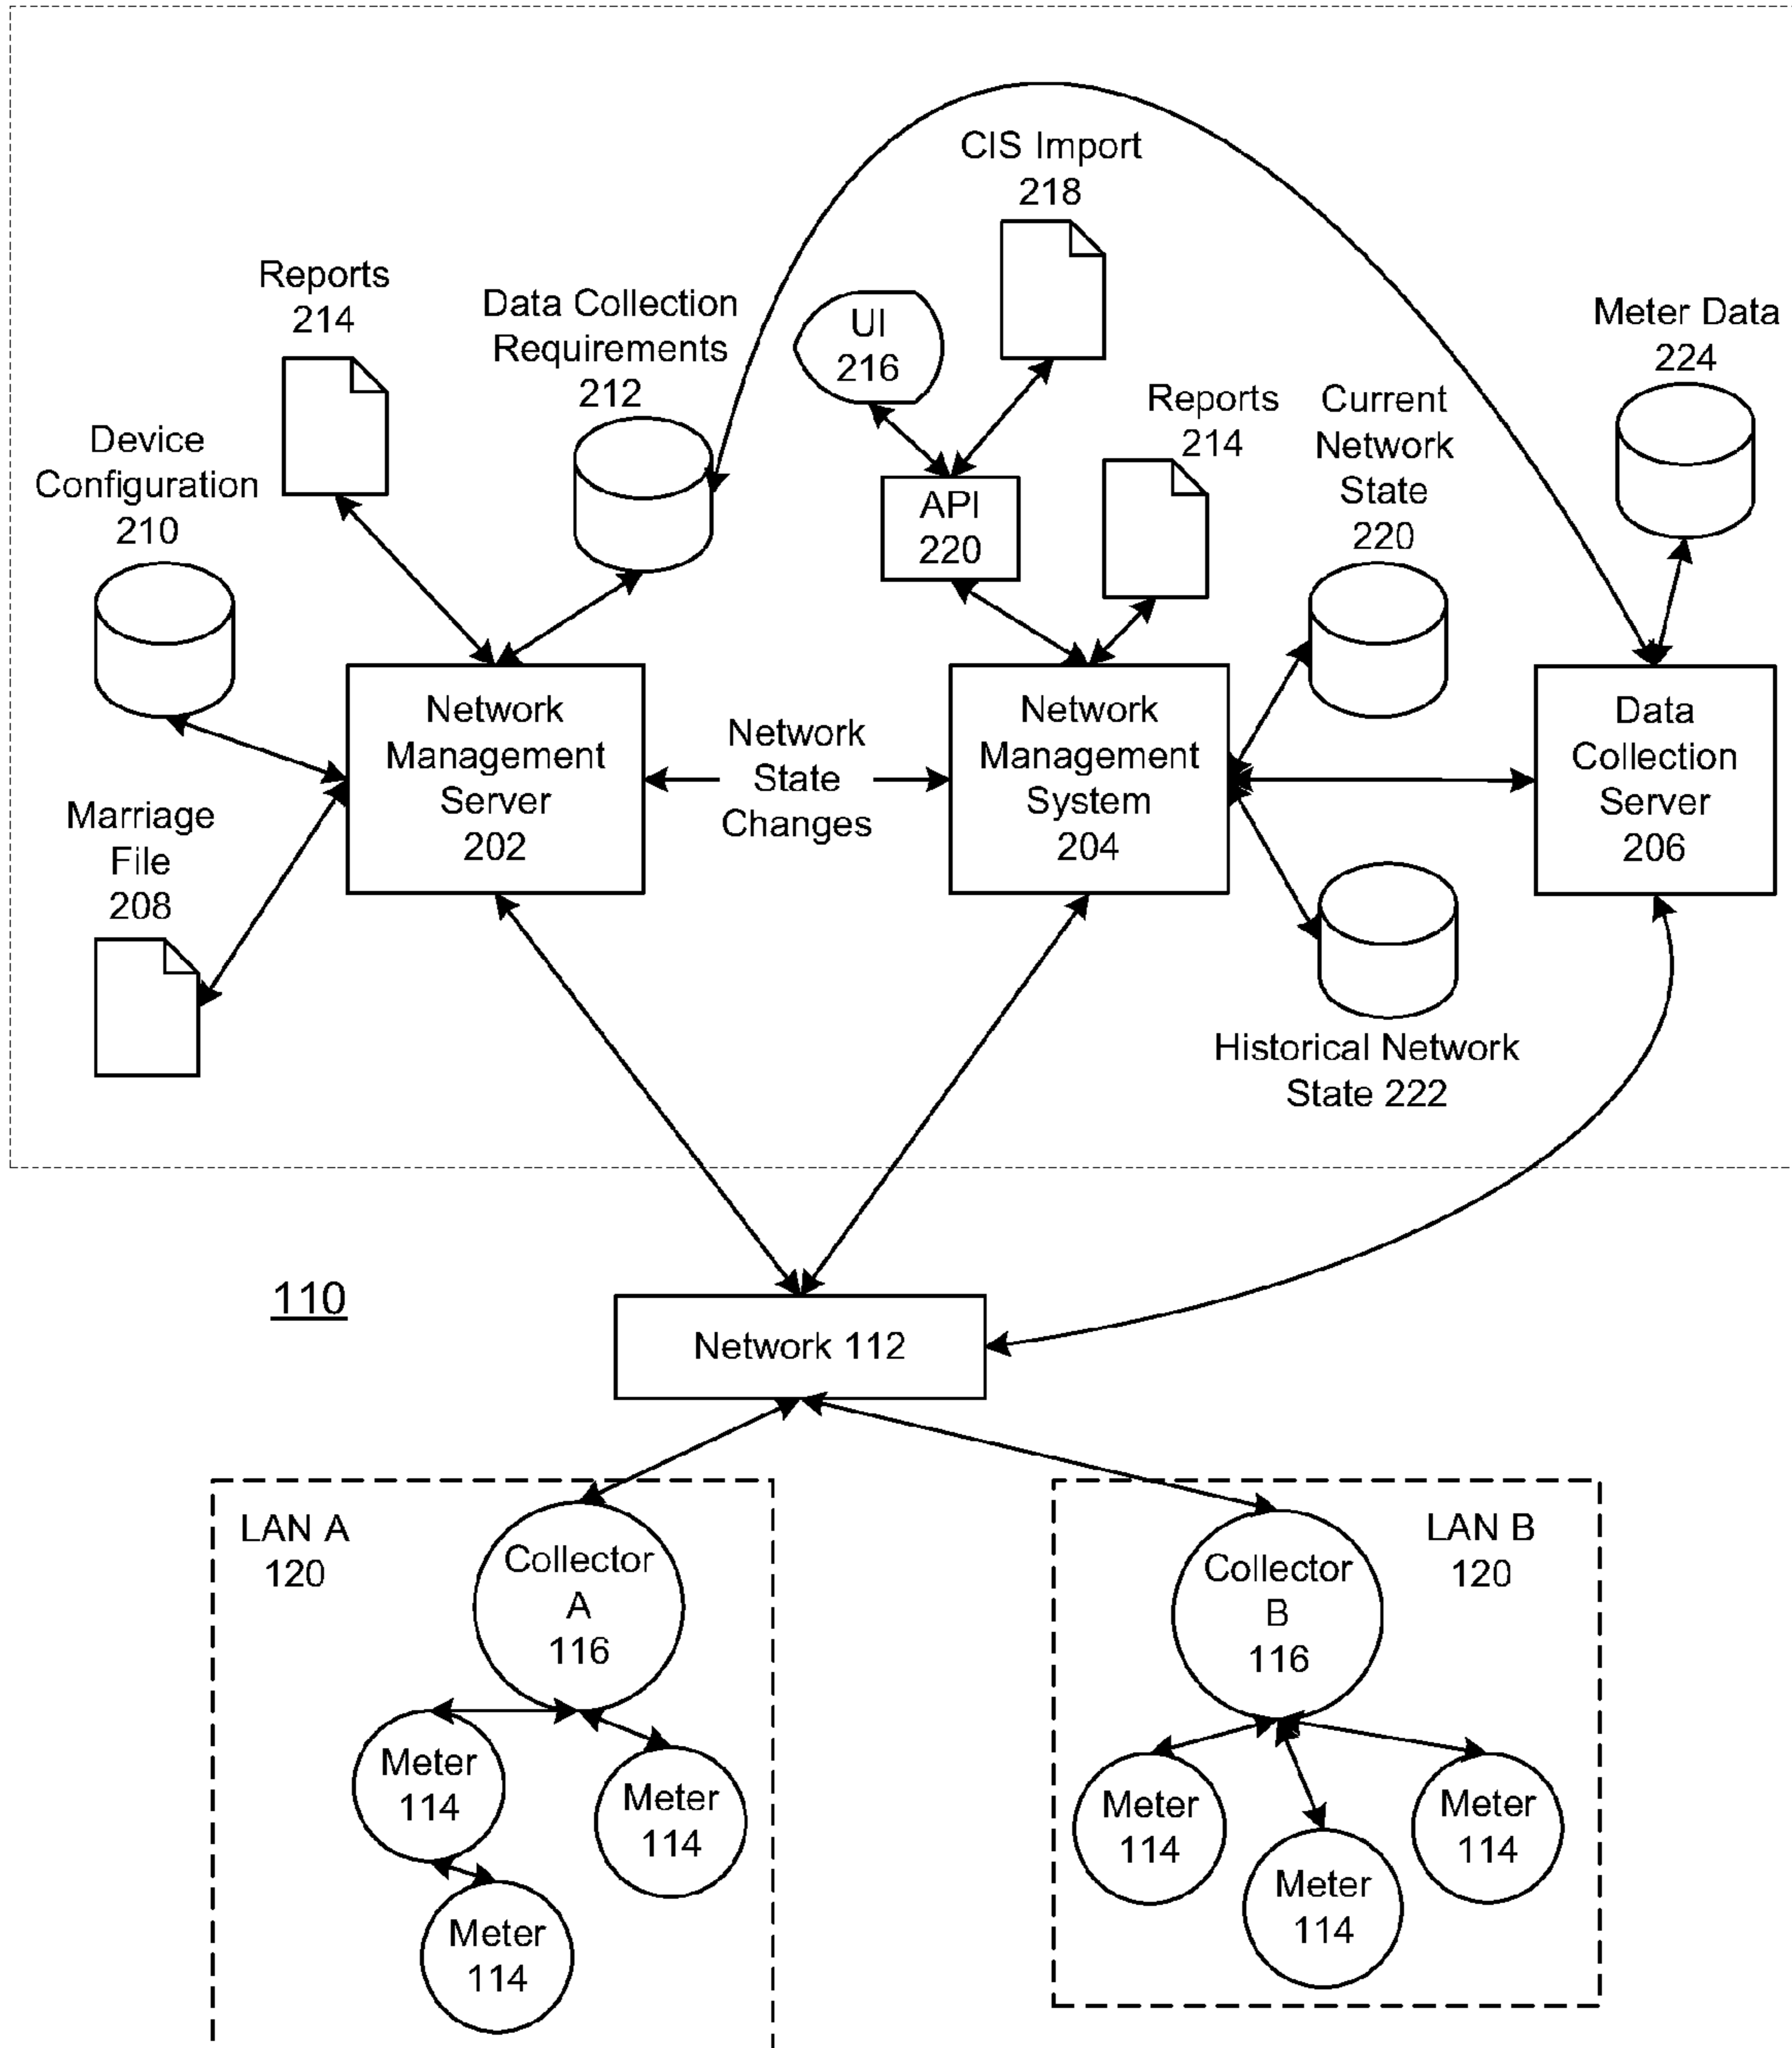 CIS Import
218
Reports
214
Data Collection
Requirements
212
UI
216
Meter Data
224
Reports
214
Current
Network
State
220
Device
Configuration
210
API
220
Network
Management
Server
202
Network
State
Changes
Network
Management
System
204
Data
Collection
Server
206
Marriage
File
208
Historical Network
State 222
110
Network 112
LAN A
120
Collector
A
116
Meter
114
Meter
114
Meter
114
LAN B
120
Collector
B
116
Meter
114
Meter
114
Meter
114